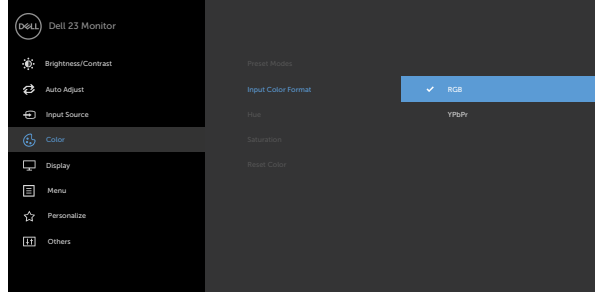 DELL Dell 23 Monitor
Brightness/Contrast Preset Modes
Auto Adjust Input Color Format RGB
Input Source Hue YPbPr
Color Saturation
Display Reset Color
Menu
Personalize
Others